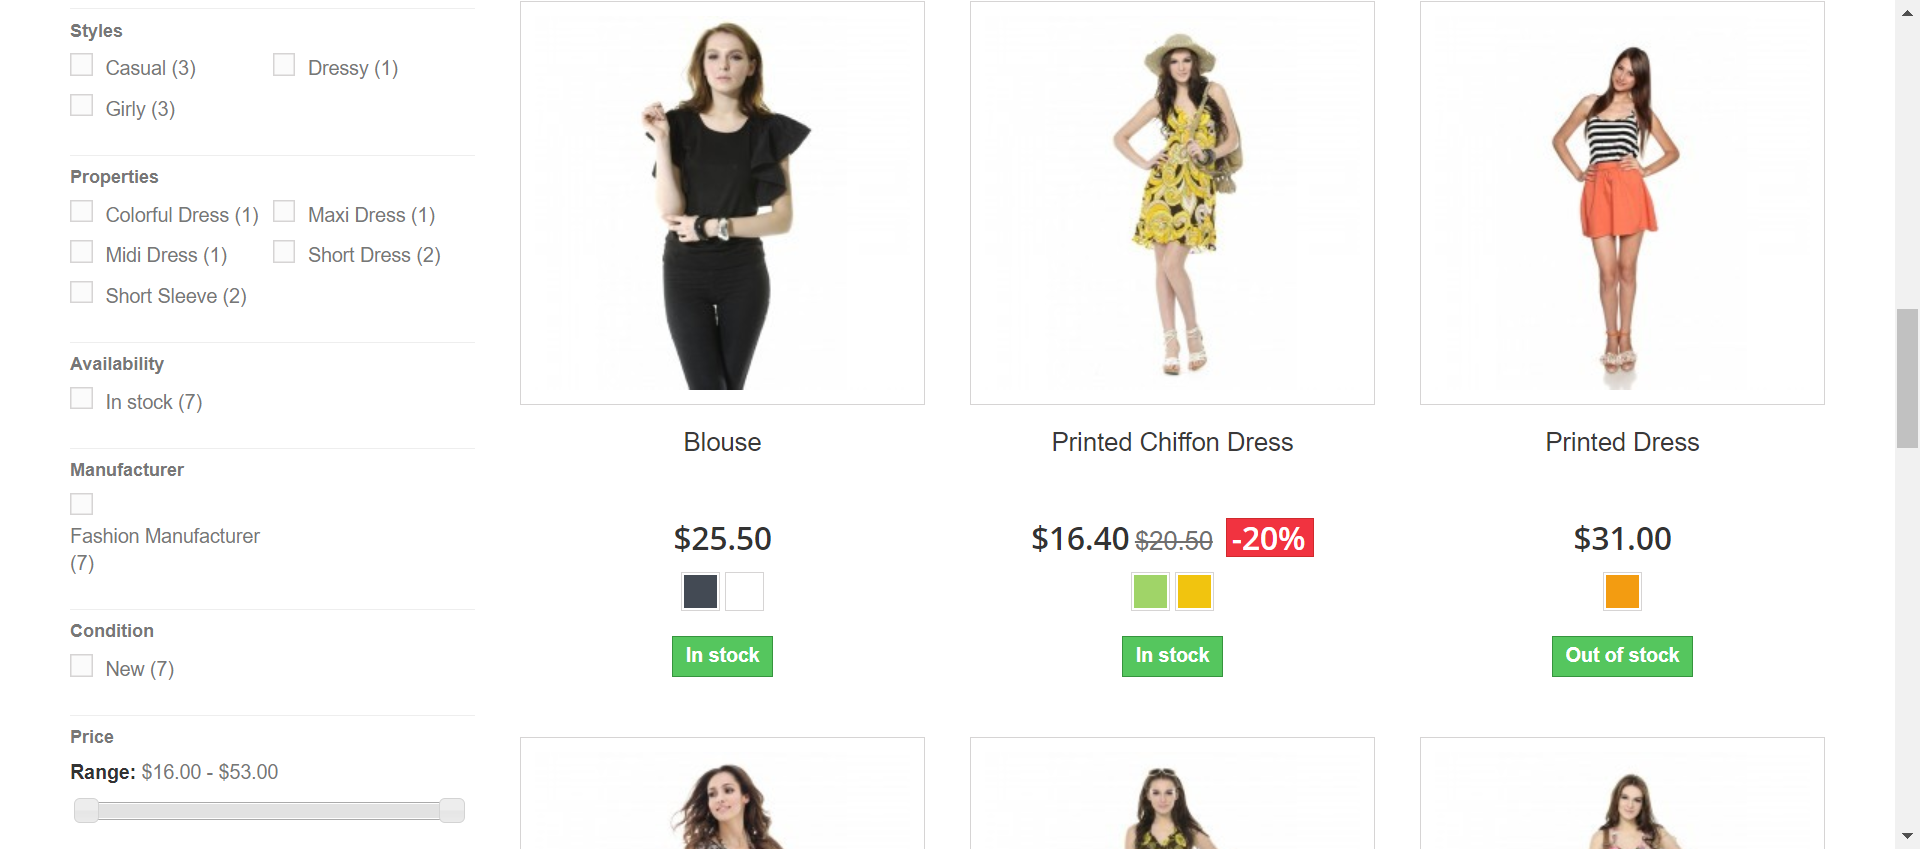 Styles
Casual (3)
Dressy (1)
Girly (3)
Properties
Colorful Dress (1)
Maxi Dress (1)
Midi Dress (1)
Short Dress (2)
Short Sleeve (2)
Availability
In stock (7)
Manufacturer
Fashion Manufacturer
(7)
Condition
New (7)
Price
Range: $16.00 - $53.00
Blouse
$25.50
In stock
Printed Chiffon Dress
$16.40 $20.50 -20%
In stock
Printed Dress
$31.00
Out of stock